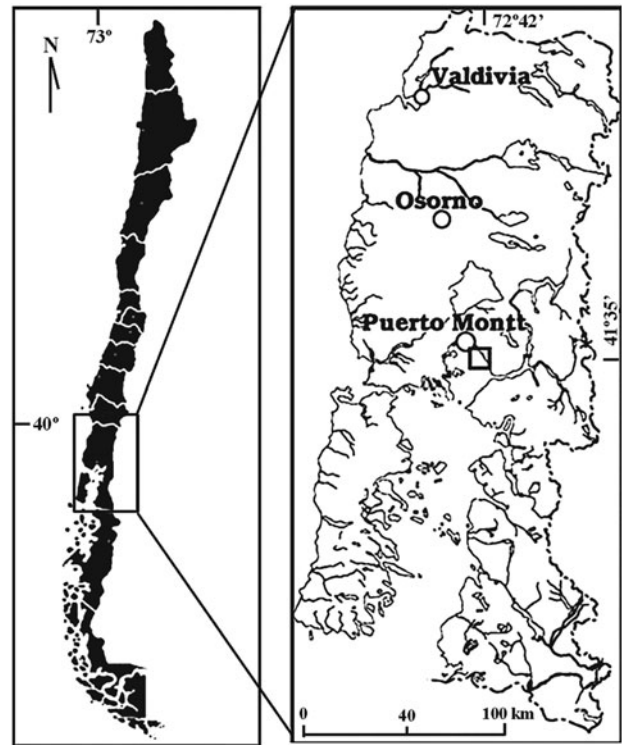 73°
N
40°
72°42'
Valdivia
Osorno
Puerto Montt
41°35'
0 40 100 km